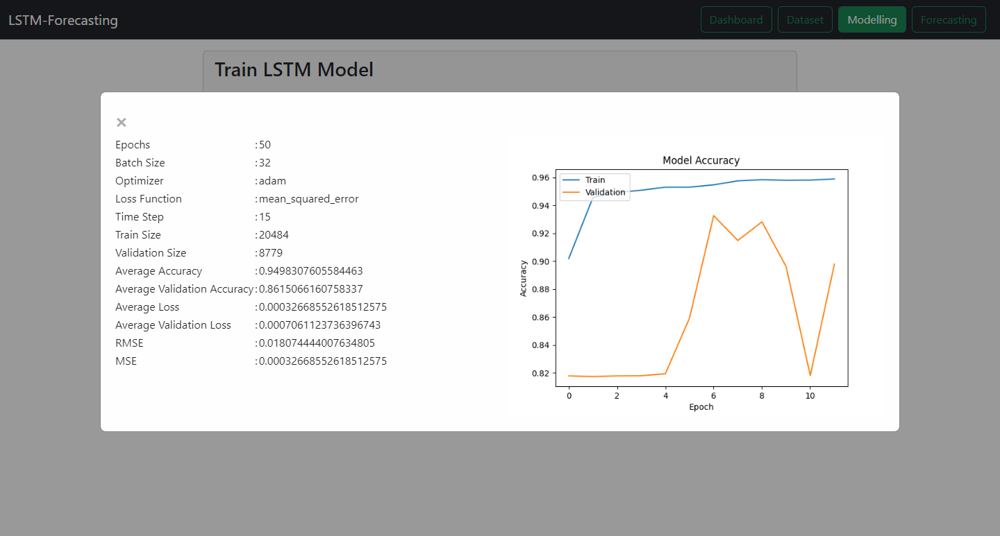 LSTM-Forecasting
Dashboard
Dataset
Modelling
Forecasting
Train LSTM Model
×
Epochs :50
Batch Size :32
Optimizer :adam
Loss Function :mean_squared_error
Time Step :15
Train Size :20484
Validation Size :8779
Average Accuracy :0.9498307605584463
Average Validation Accuracy:0.8615066160758337
Average Loss :0.00032668552618512575
Average Validation Loss :0.0007061123736396743
RMSE :0.018074444007634805
MSE :0.00032668552618512575
Model Accuracy
Train
Validation
Accuracy
0.96
0.94
0.92
0.90
0.88
0.86
0.84
0.82
0 2 4 6 8 10
Epoch